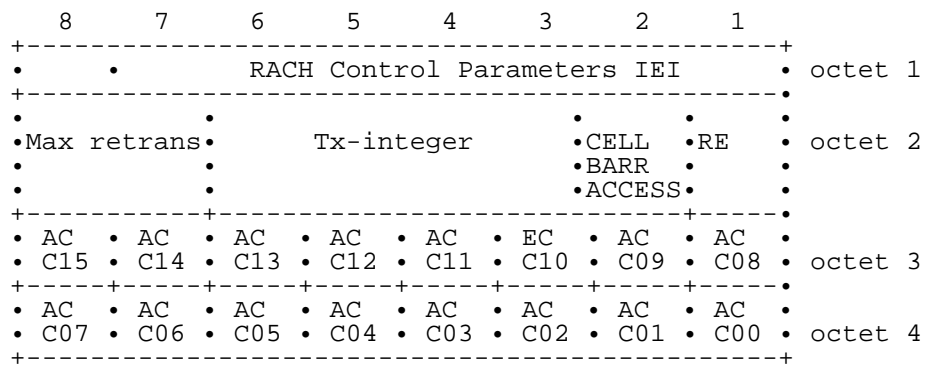 8 7 6 5 4 3 2 1
RACH Control Parameters IEI octet 1
Max retrans Tx-integer CELL RE octet 2
BARR
ACCESS
AC AC AC AC AC EC AC AC
C15 C14 C13 C12 C11 C10 C09 C08 octet 3
AC AC AC AC AC AC AC AC
C07 C06 C05 C04 C03 C02 C01 C00 octet 4